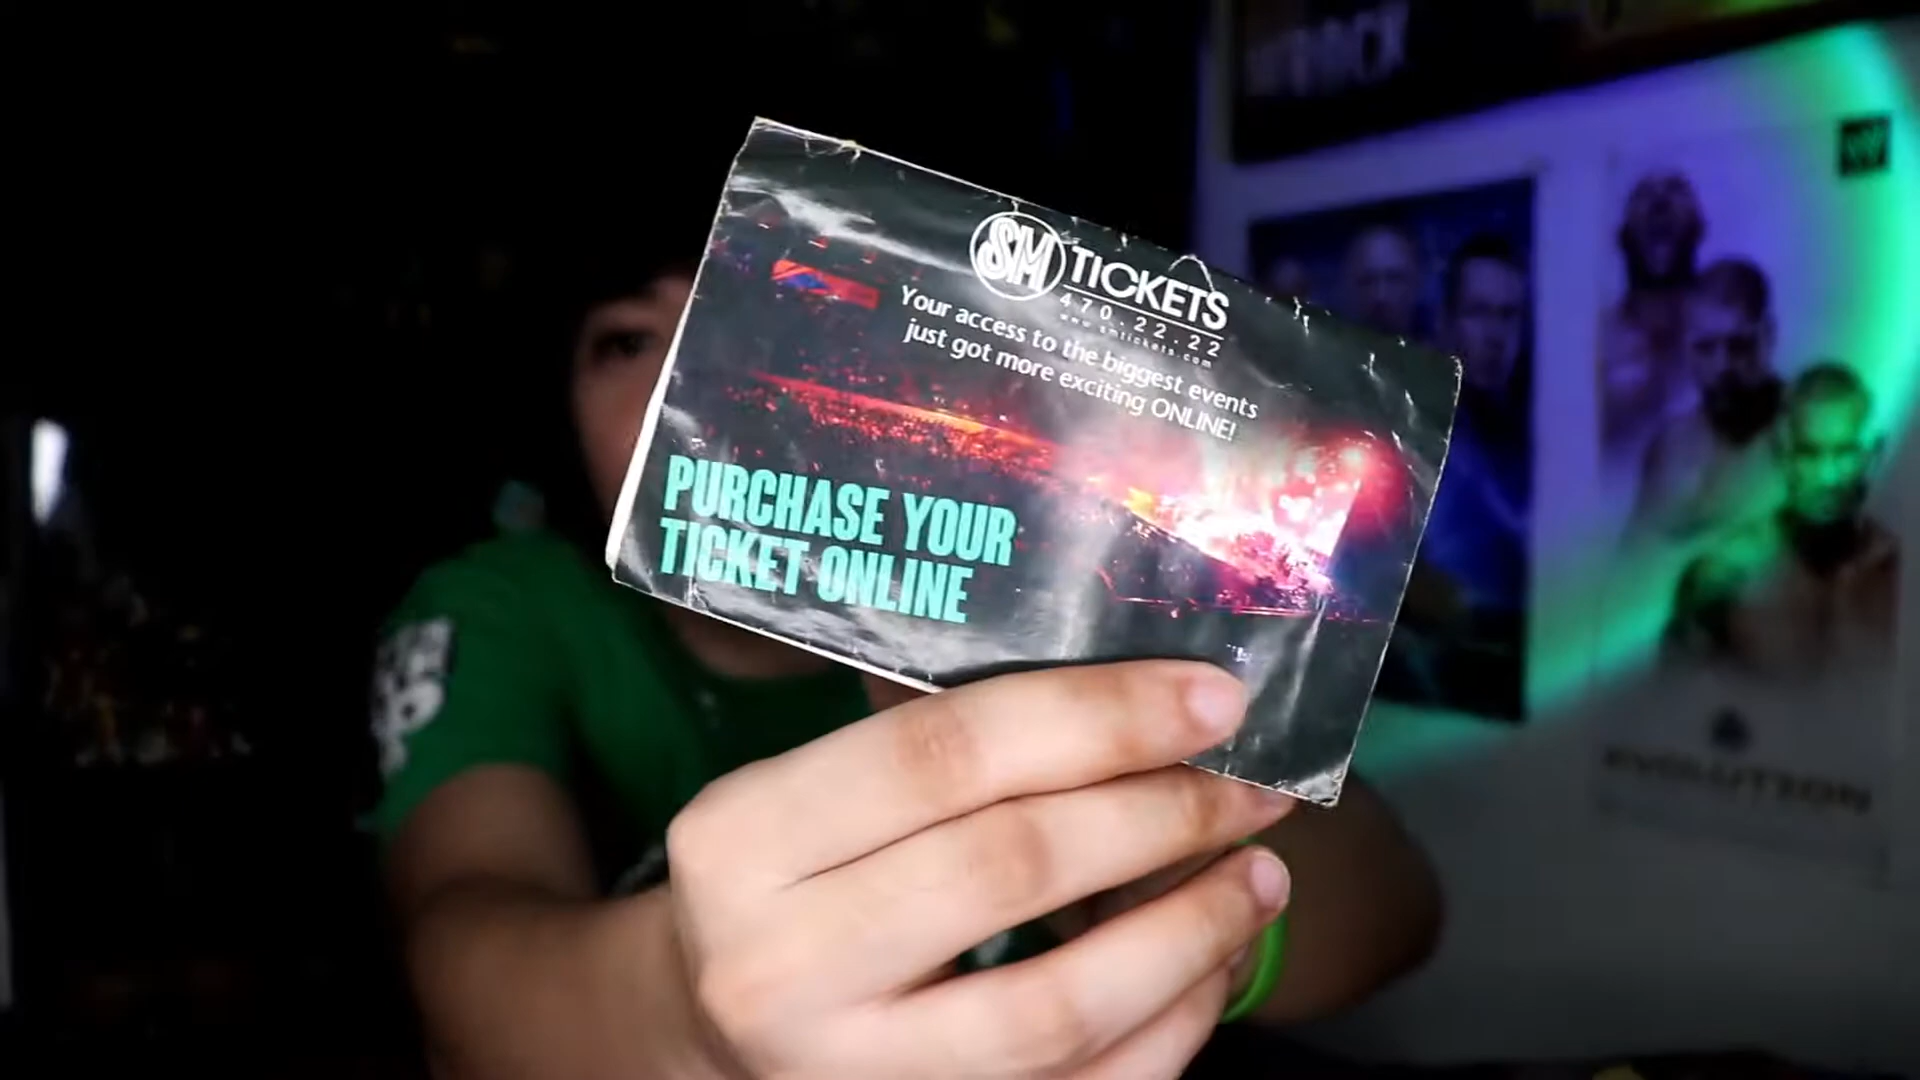 SM TICKETS
470.22.22
www.smtickets.com
Your access to the biggest events
just got more exciting ONLINE!
PURCHASE YOUR
TICKET ONLINE
EVOLUTION